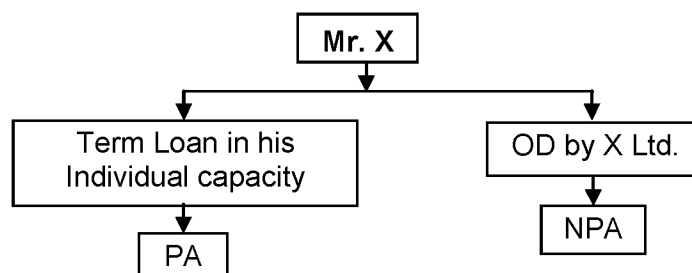 Mr. X
Term Loan in his
Individual capacity
OD by X Ltd.
PA
NPA